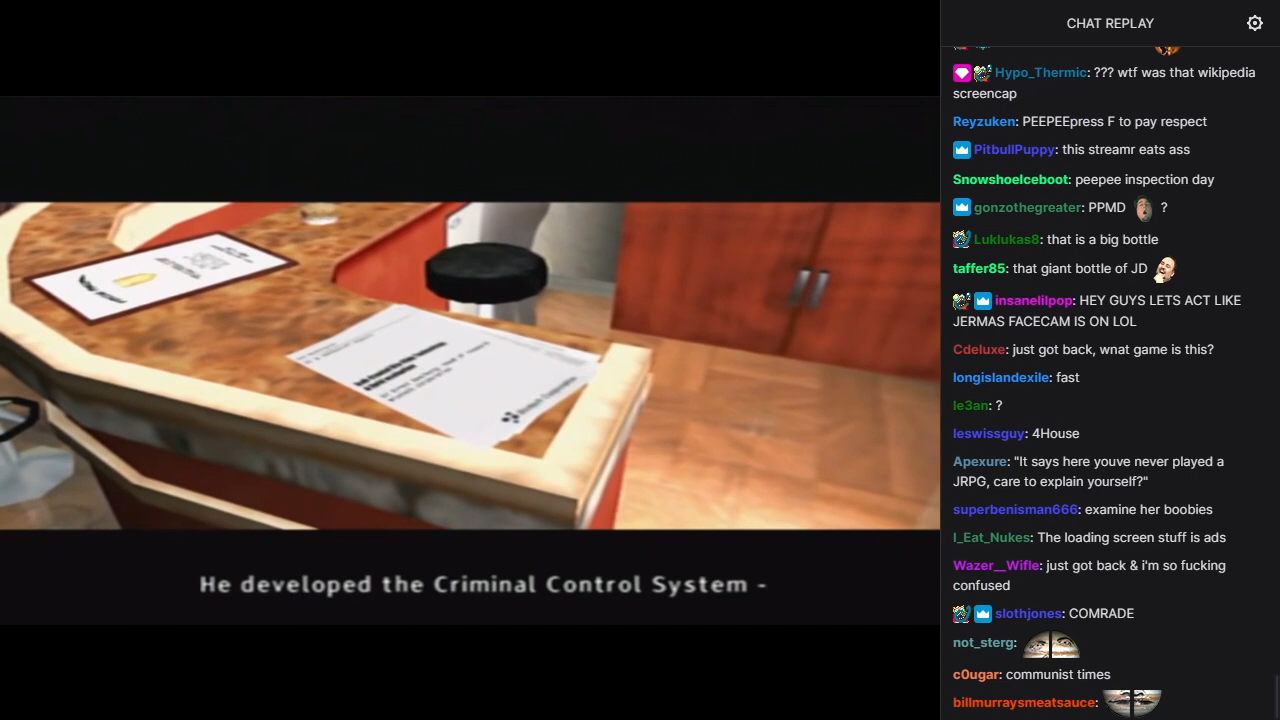 He developed the Criminal Control System -
CHAT REPLAY
Hypo_Thermic: ??? wtf was that wikipedia
screencap
Reyzuken: PEEPEEpress F to pay respect
PitbullPuppy: this streamr eats ass
SnowshoeIceboot: peepee inspection day
gonzothegreater: PPMD ?
Luklukas8: that is a big bottle
taffer85: that giant bottle of JD
insanelilpop: HEY GUYS LETS ACT LIKE
JERMAS FACECAM IS ON LOL
Cdeluxe: just got back, wnat game is this?
longislandexile: fast
le3an: ?
leswissguy: 4House
Apexure: "It says here youve never played a
JRPG, care to explain yourself?"
superbenisman666: examine her boobies
I_Eat_Nukes: The loading screen stuff is ads
Wazer__Wifle: just got back & i'm so fucking
confused
slothjones: COMRADE
not_sterg:
c0ugar: communist times
billmurraysmeatsauce: